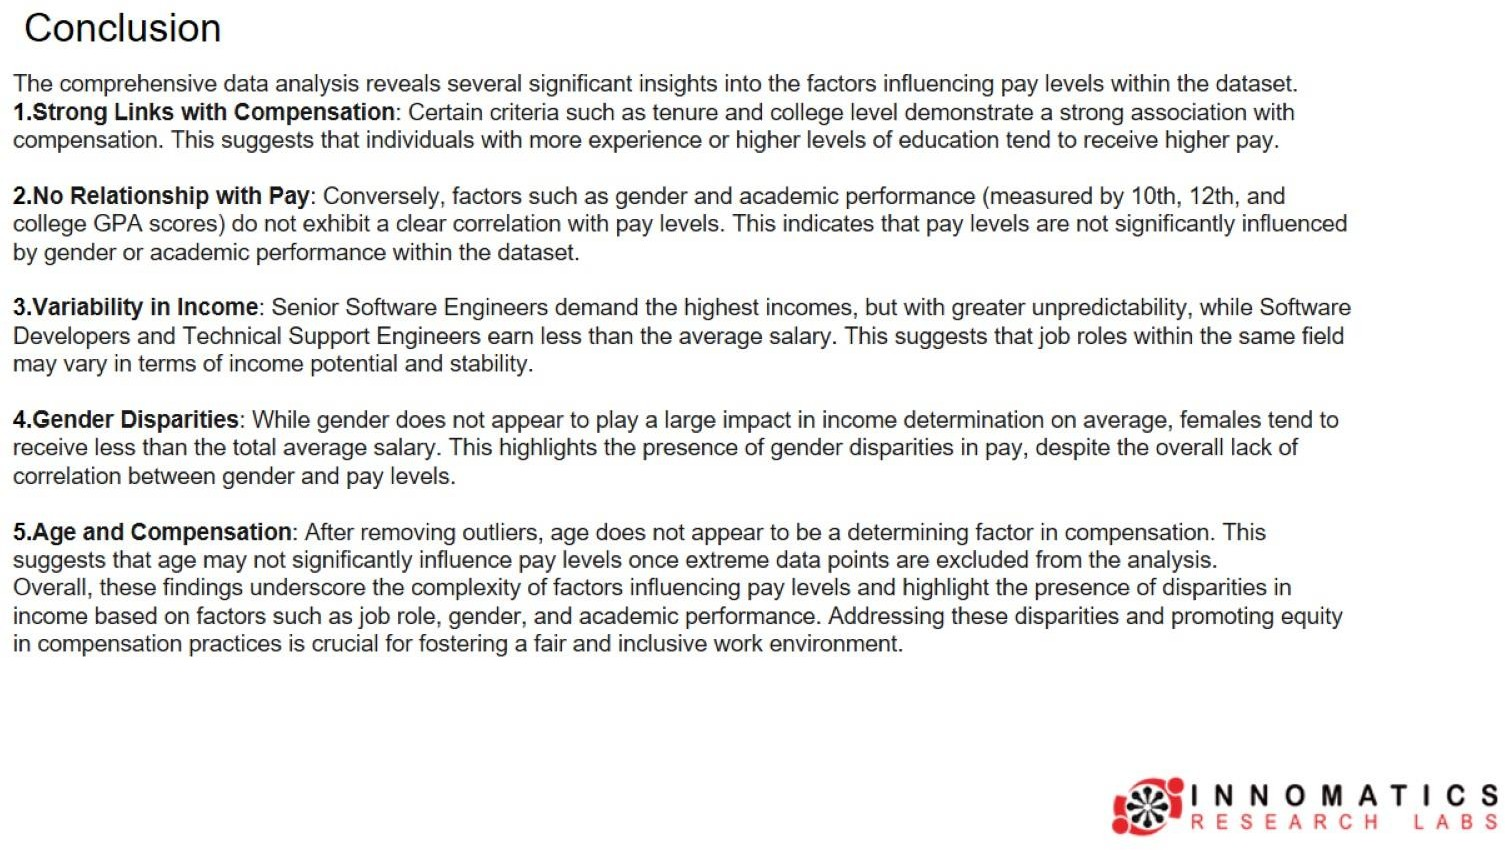 Conclusion
The comprehensive data analysis reveals several significant insights into the factors influencing pay levels within the dataset.
1.Strong Links with Compensation: Certain criteria such as tenure and college level demonstrate a strong association with
compensation. This suggests that individuals with more experience or higher levels of education tend to receive higher pay.
2.No Relationship with Pay: Conversely, factors such as gender and academic performance (measured by 10th, 12th, and
college GPA scores) do not exhibit a clear correlation with pay levels. This indicates that pay levels are not significantly influenced
by gender or academic performance within the dataset.
3.Variability in Income: Senior Software Engineers demand the highest incomes, but with greater unpredictability, while Software
Developers and Technical Support Engineers earn less than the average salary. This suggests that job roles within the same field
may vary in terms of income potential and stability.
4.Gender Disparities: While gender does not appear to play a large impact in income determination on average, females tend to
receive less than the total average salary. This highlights the presence of gender disparities in pay, despite the overall lack of
correlation between gender and pay levels.
5.Age and Compensation: After removing outliers, age does not appear to be a determining factor in compensation. This
suggests that age may not significantly influence pay levels once extreme data points are excluded from the analysis.
Overall, these findings underscore the complexity of factors influencing pay levels and highlight the presence of disparities in
income based on factors such as job role, gender, and academic performance. Addressing these disparities and promoting equity
in compensation practices is crucial for fostering a fair and inclusive work environment.
INNOMATICS
RESEARCH LABS